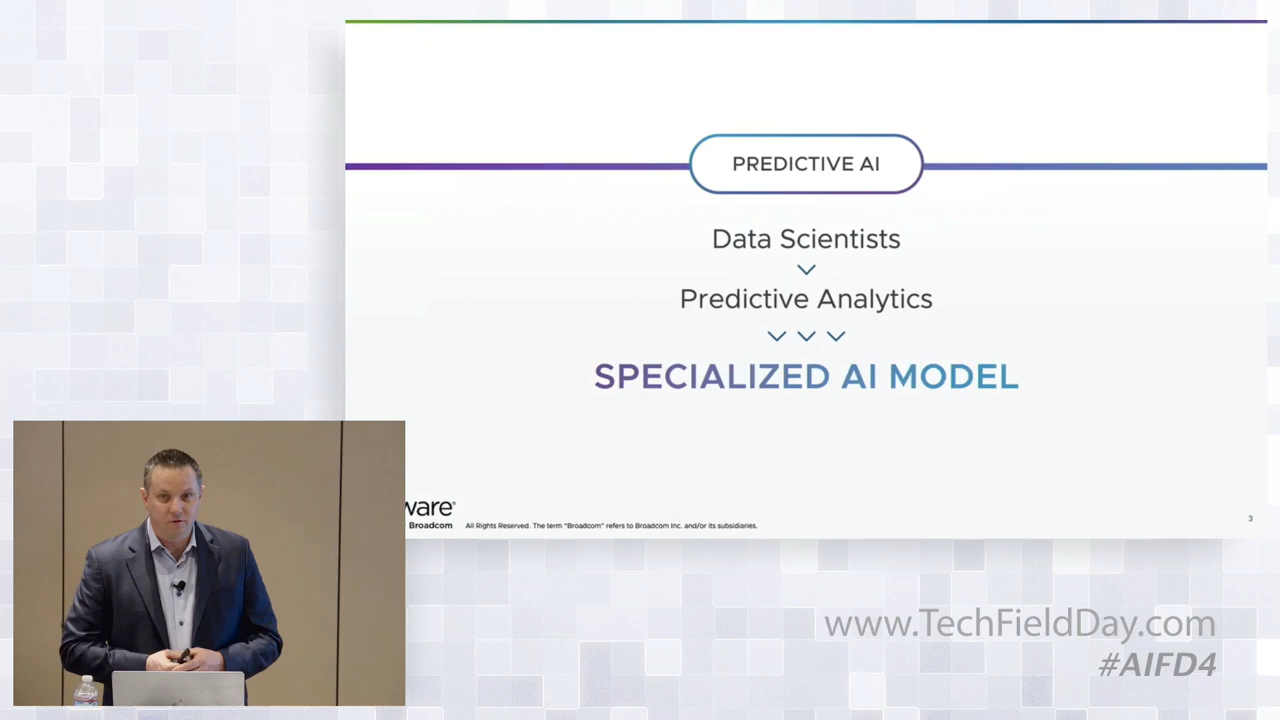 PREDICTIVE AI
Data Scientists
Predictive Analytics
SPECIALIZED AI MODEL
ware®
Broadcom All Rights Reserved. The term “Broadcom” refers to Broadcom Inc. and/or its subsidiaries.
3
www.TechFieldDay.com
#AIFD4